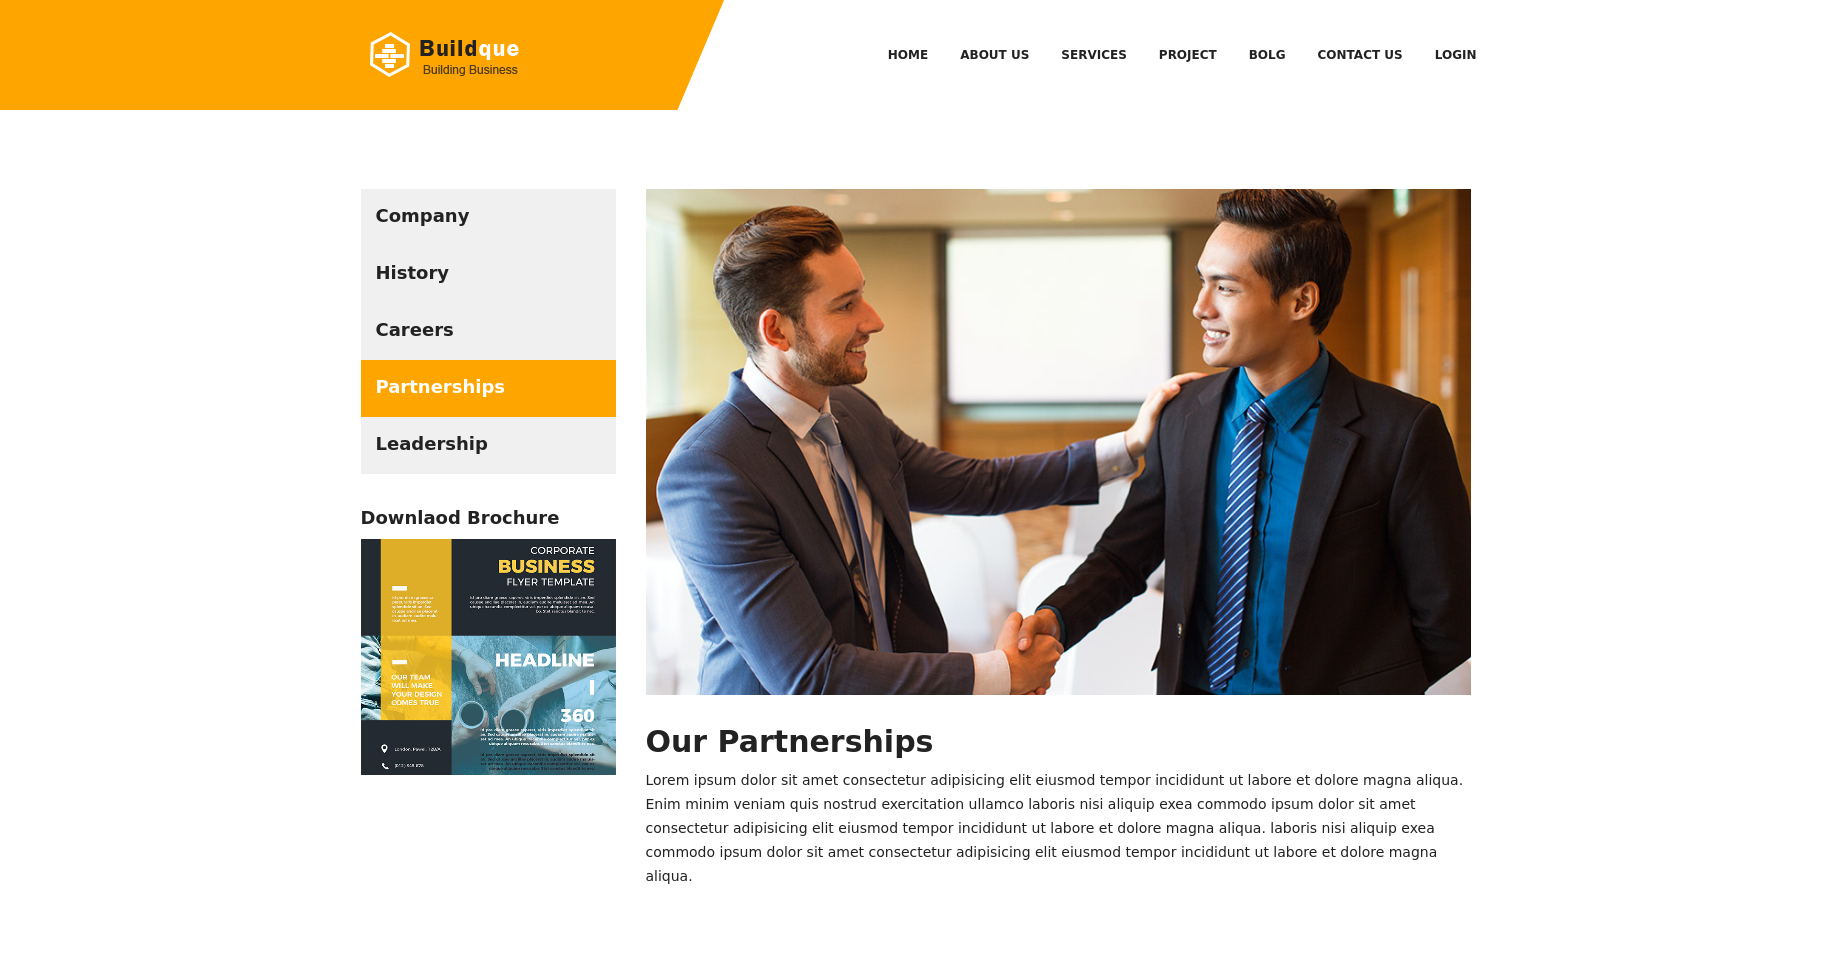 Buildque
Building Business
HOME
ABOUT US
SERVICES
PROJECT
BOLG
CONTACT US
LOGIN
Company
History
Careers
Partnerships
Leadership
Downlaod Brochure
CORPORATE
BUSINESS
FLYER TEMPLATE
HEADLINE
I
360
OUR TEAM
WILL MAKE
YOUR DESIGN
COMES TRUE
Our Partnerships
Lorem ipsum dolor sit amet consectetur adipisicing elit eiusmod tempor incididunt ut labore et dolore magna aliqua.
Enim minim veniam quis nostrud exercitation ullamco laboris nisi aliquip exea commodo ipsum dolor sit amet
consectetur adipisicing elit eiusmod tempor incididunt ut labore et dolore magna aliqua. laboris nisi aliquip exea
commodo ipsum dolor sit amet consectetur adipisicing elit eiusmod tempor incididunt ut labore et dolore magna
aliqua.